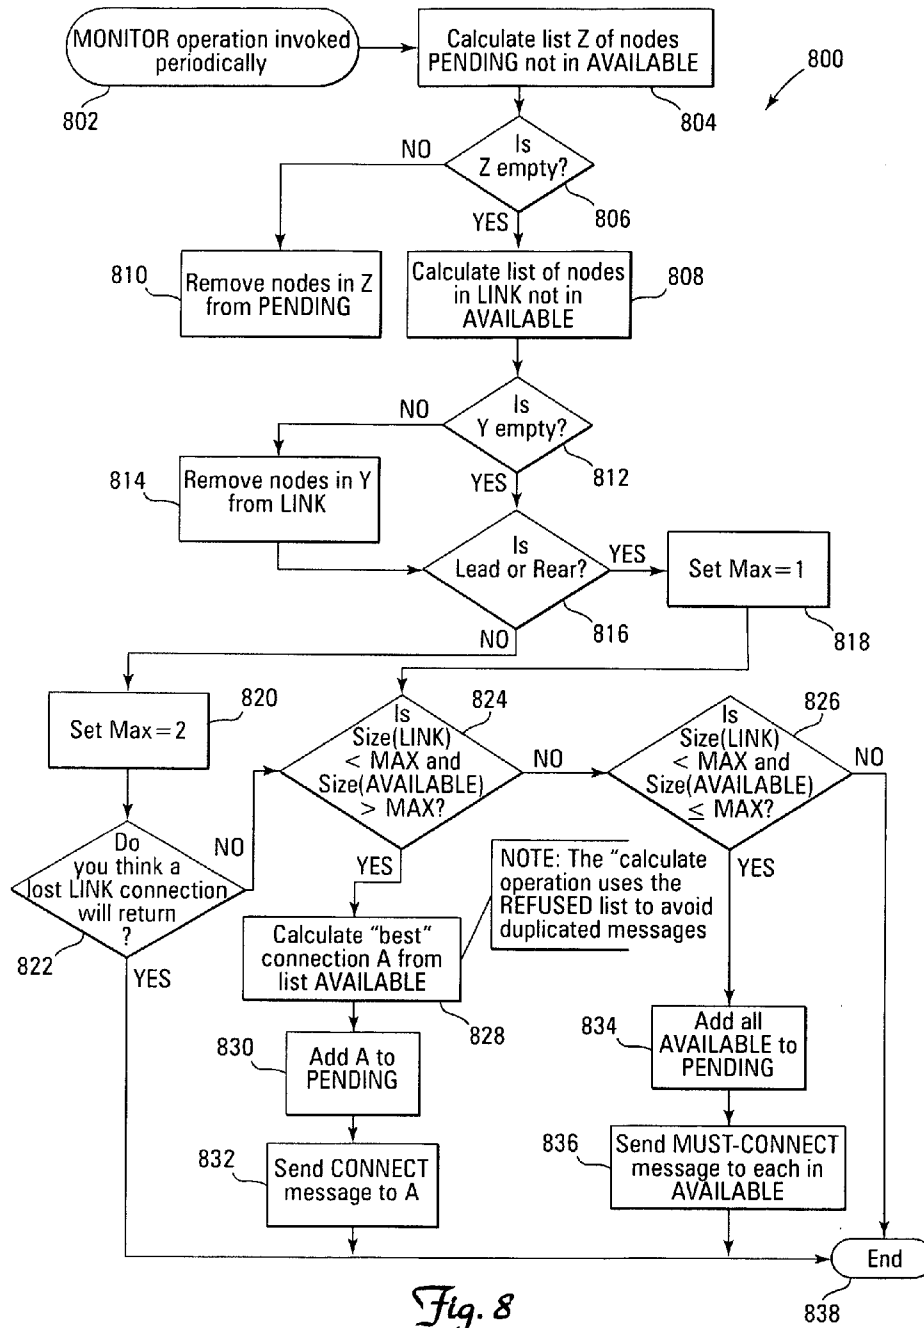 MONITOR operation invoked
periodically
802
Calculate list Z of nodes
PENDING not in AVAILABLE
804
800
Is
Z empty?
806
NO
YES
810
Remove nodes in Z
from PENDING
Calculate list of nodes
in LINK not in
AVAILABLE
808
Is
Y empty?
812
NO
YES
814
Remove nodes in Y
from LINK
Is
Lead or Rear?
816
YES
NO
Set Max=1
818
Set Max=2
820
Do
you think a
lost LINK connection
will return
?
822
NO
YES
Is
Size(LINK)
< MAX and
Size(AVAILABLE)
> MAX?
824
NO
YES
Is
Size(LINK)
< MAX and
Size(AVAILABLE)
≤ MAX?
826
NO
YES
NOTE: The "calculate
operation uses the
REFUSED list to avoid
duplicated messages
Calculate "best"
connection A from
list AVAILABLE
828
830
Add A to
PENDING
832
Send CONNECT
message to A
834
Add all
AVAILABLE to
PENDING
836
Send MUST-CONNECT
message to each in
AVAILABLE
End
838
Fig. 8